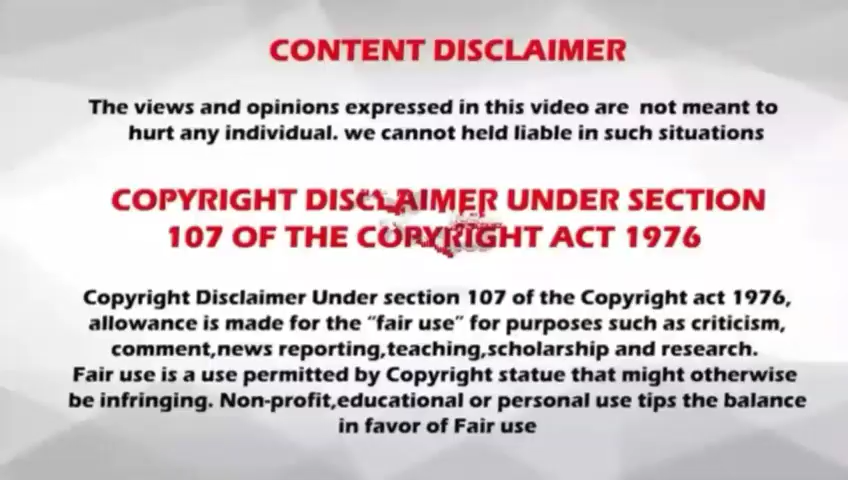 CONTENT DISCLAIMER
The views and opinions expressed in this video are not meant to
hurt any individual. we cannot held liable in such situations
COPYRIGHT DISCLAIMER UNDER SECTION
107 OF THE COPYRIGHT ACT 1976
Copyright Disclaimer Under section 107 of the Copyright act 1976,
allowance is made for the “fair use” for purposes such as criticism,
comment,news reporting,teaching,scholarship and research.
Fair use is a use permitted by Copyright statue that might otherwise
be infringing. Non-profit,educational or personal use tips the balance
in favor of Fair use